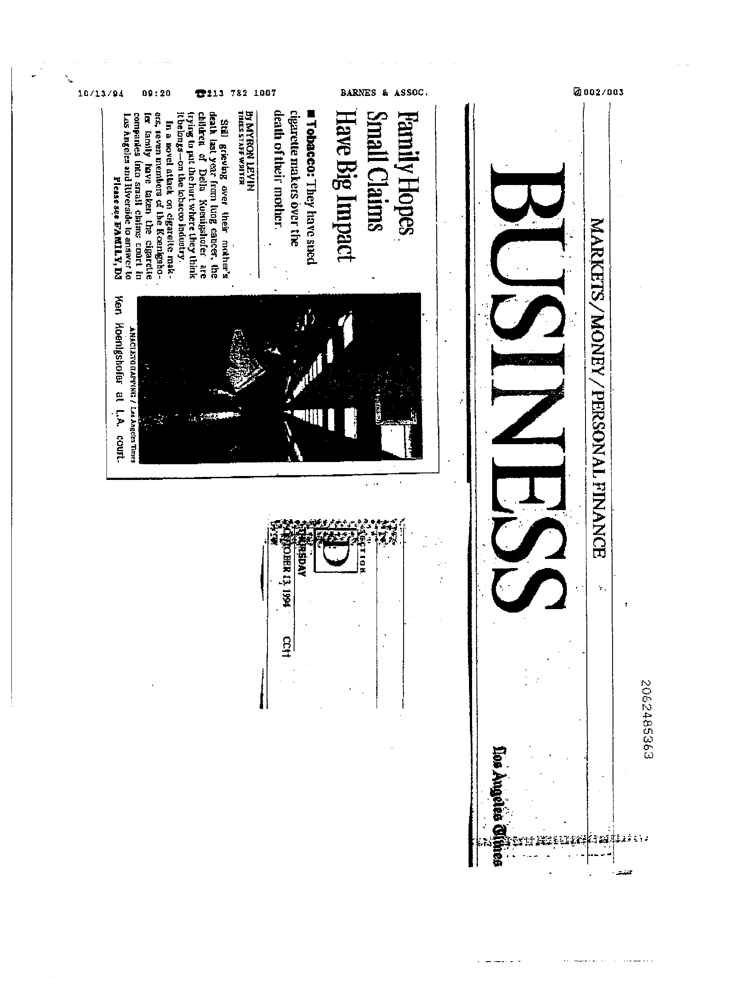 10/13/94 09:20 ☎213 782 1007 BARNES & ASSOC. 002/003
MARKETS/MONEY/PERSONAL FINANCE
BUSINESS
Los Angeles Times
SECTION
D
THURSDAY
OCTOBER 13, 1994
CC††
Family Hopes
Small Claims
Have Big Impact
■ Tobacco: They have sued
cigarette makers over the
death of their mother.
By MYRON LEVIN
TIMES STAFF WRITER
Still grieving over their mother's
death last year from lung cancer, the
children of Della Koenigshofer are
trying to put the hurt where they think
it belongs—on the tobacco industry.
In a novel attack on cigarette mak-
ers, seven members of the Koenigsho-
fer family have taken the cigarette
companies into small claims court in
Los Angeles and Riverside to answer to
Please see FAMILY, D3
ANACLETO RAPPING / Los Angeles Times
Ken Koenigshofer at L.A. court.
2062485363